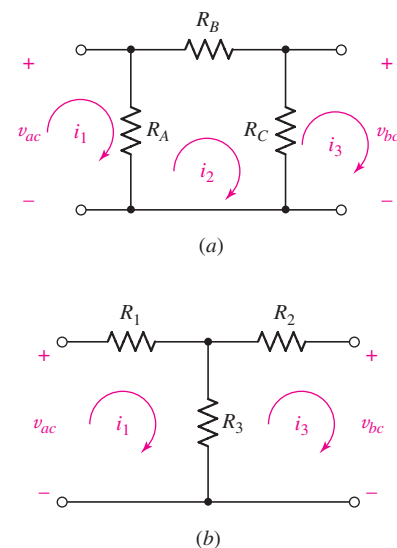 R_B
+ +
v_ac i_1 R_A R_C i_3 v_bc
i_2
− −
(a)
R_1 R_2
+ +
v_ac i_1 R_3 i_3 v_bc
− −
(b)